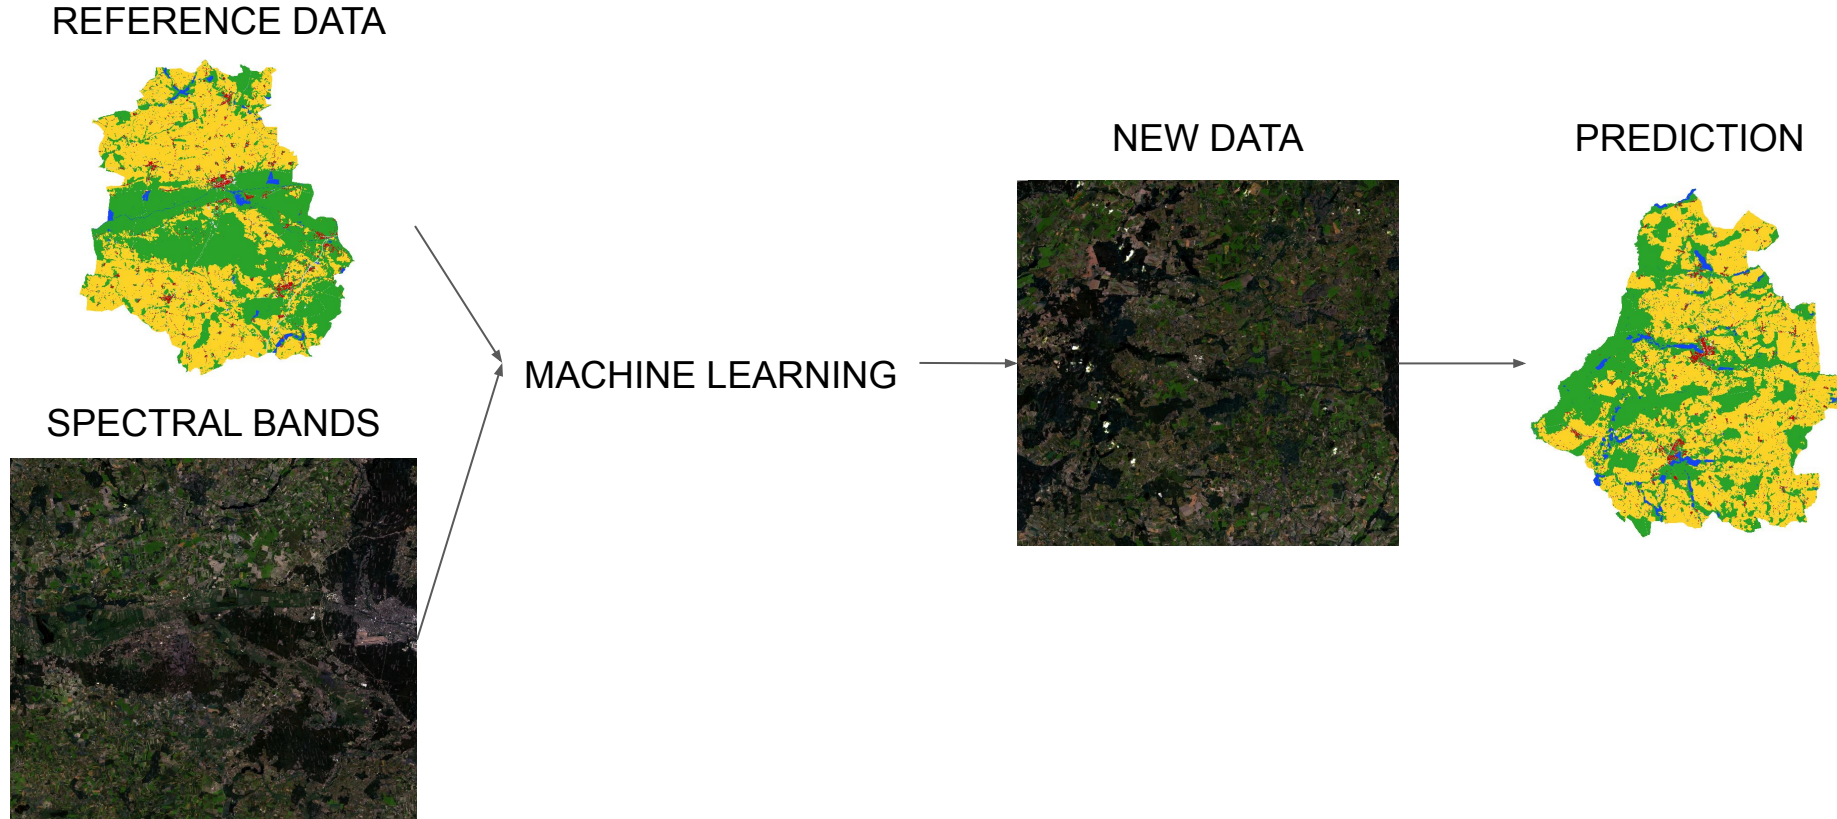 REFERENCE DATA
SPECTRAL BANDS
MACHINE LEARNING
NEW DATA
PREDICTION